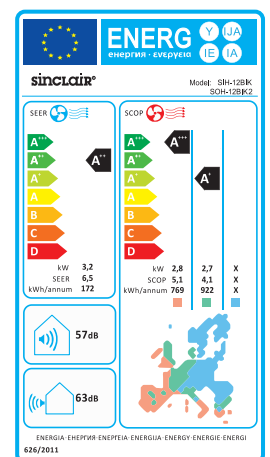 ENERG Y IJA
енергия · ενεργεια IE IA
sinclair® Model: SIH-12BIK
SOH-12BIK2
SEER SCOP
A+++ A+++ A+++
A++ A++ A++
A+ A+ A+
A A
B B
C C
D D
kW 3,2 kW 2,8 2,7 X
SEER 6,5 SCOP 5,1 4,1 X
kWh/annum 172 kWh/annum 769 922 X
57dB
63dB
ENERGIA·ЕНЕРГИЯ·ΕΝΕΡΓΕΙΑ·ENERGIJA·ENERGY·ENERGIE·ENERGI
626/2011